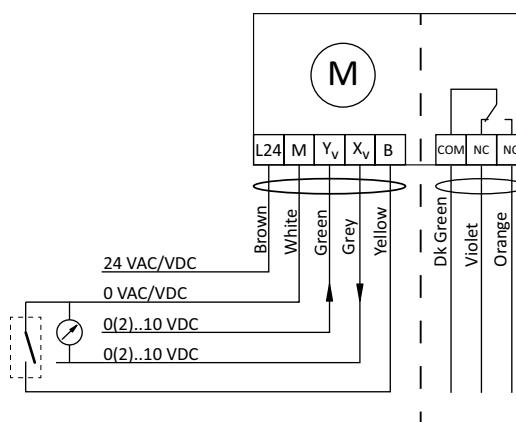 M
L24 M Yv Xv B COM NC
Brown
White
Green
Grey
Yellow
Dk Green
Violet
Orange
24 VAC/VDC
0 VAC/VDC
0(2)..10 VDC
0(2)..10 VDC